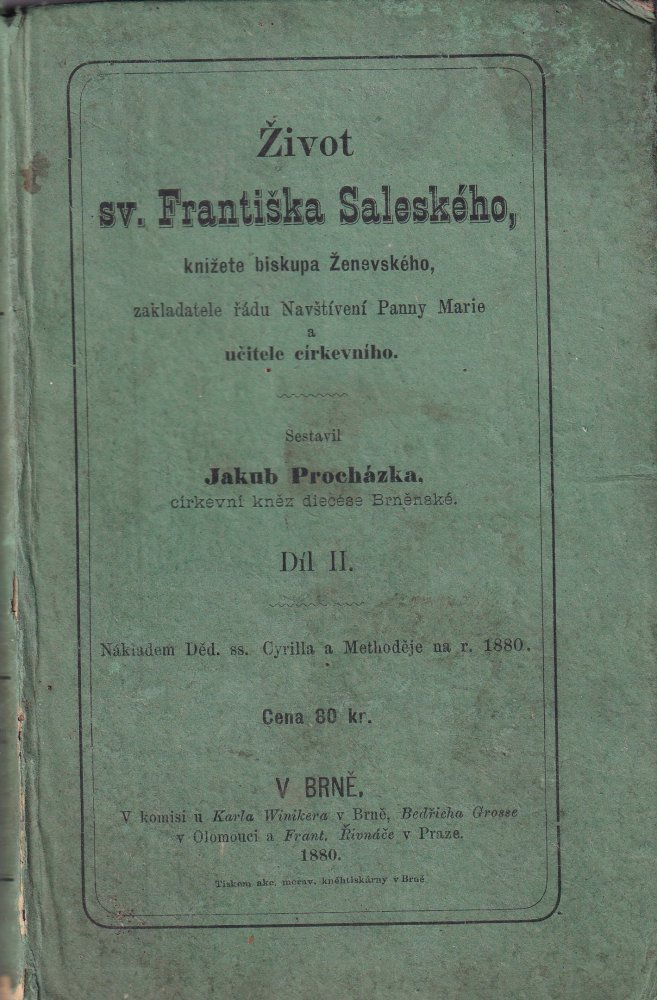 Život
sv. Františka Saleského,
knížete biskupa Ženevského,
zakladatele řádu Navštívení Panny Marie
a
učitele církevního.
Sestavil
Jakub Procházka,
církevní kněz diecése Brněnské.
Díl II.
Nákladem Děd. ss. Cyrilla a Methoděje na r. 1880.
Cena 80 kr.
V BRNĚ.
V komisi u Karla Winikera v Brně, Bedřicha Grosse
v Olomouci a Frant. Řivnáče v Praze.
1880.
Tiskem akc. morav. kněhtiskárny v Brně